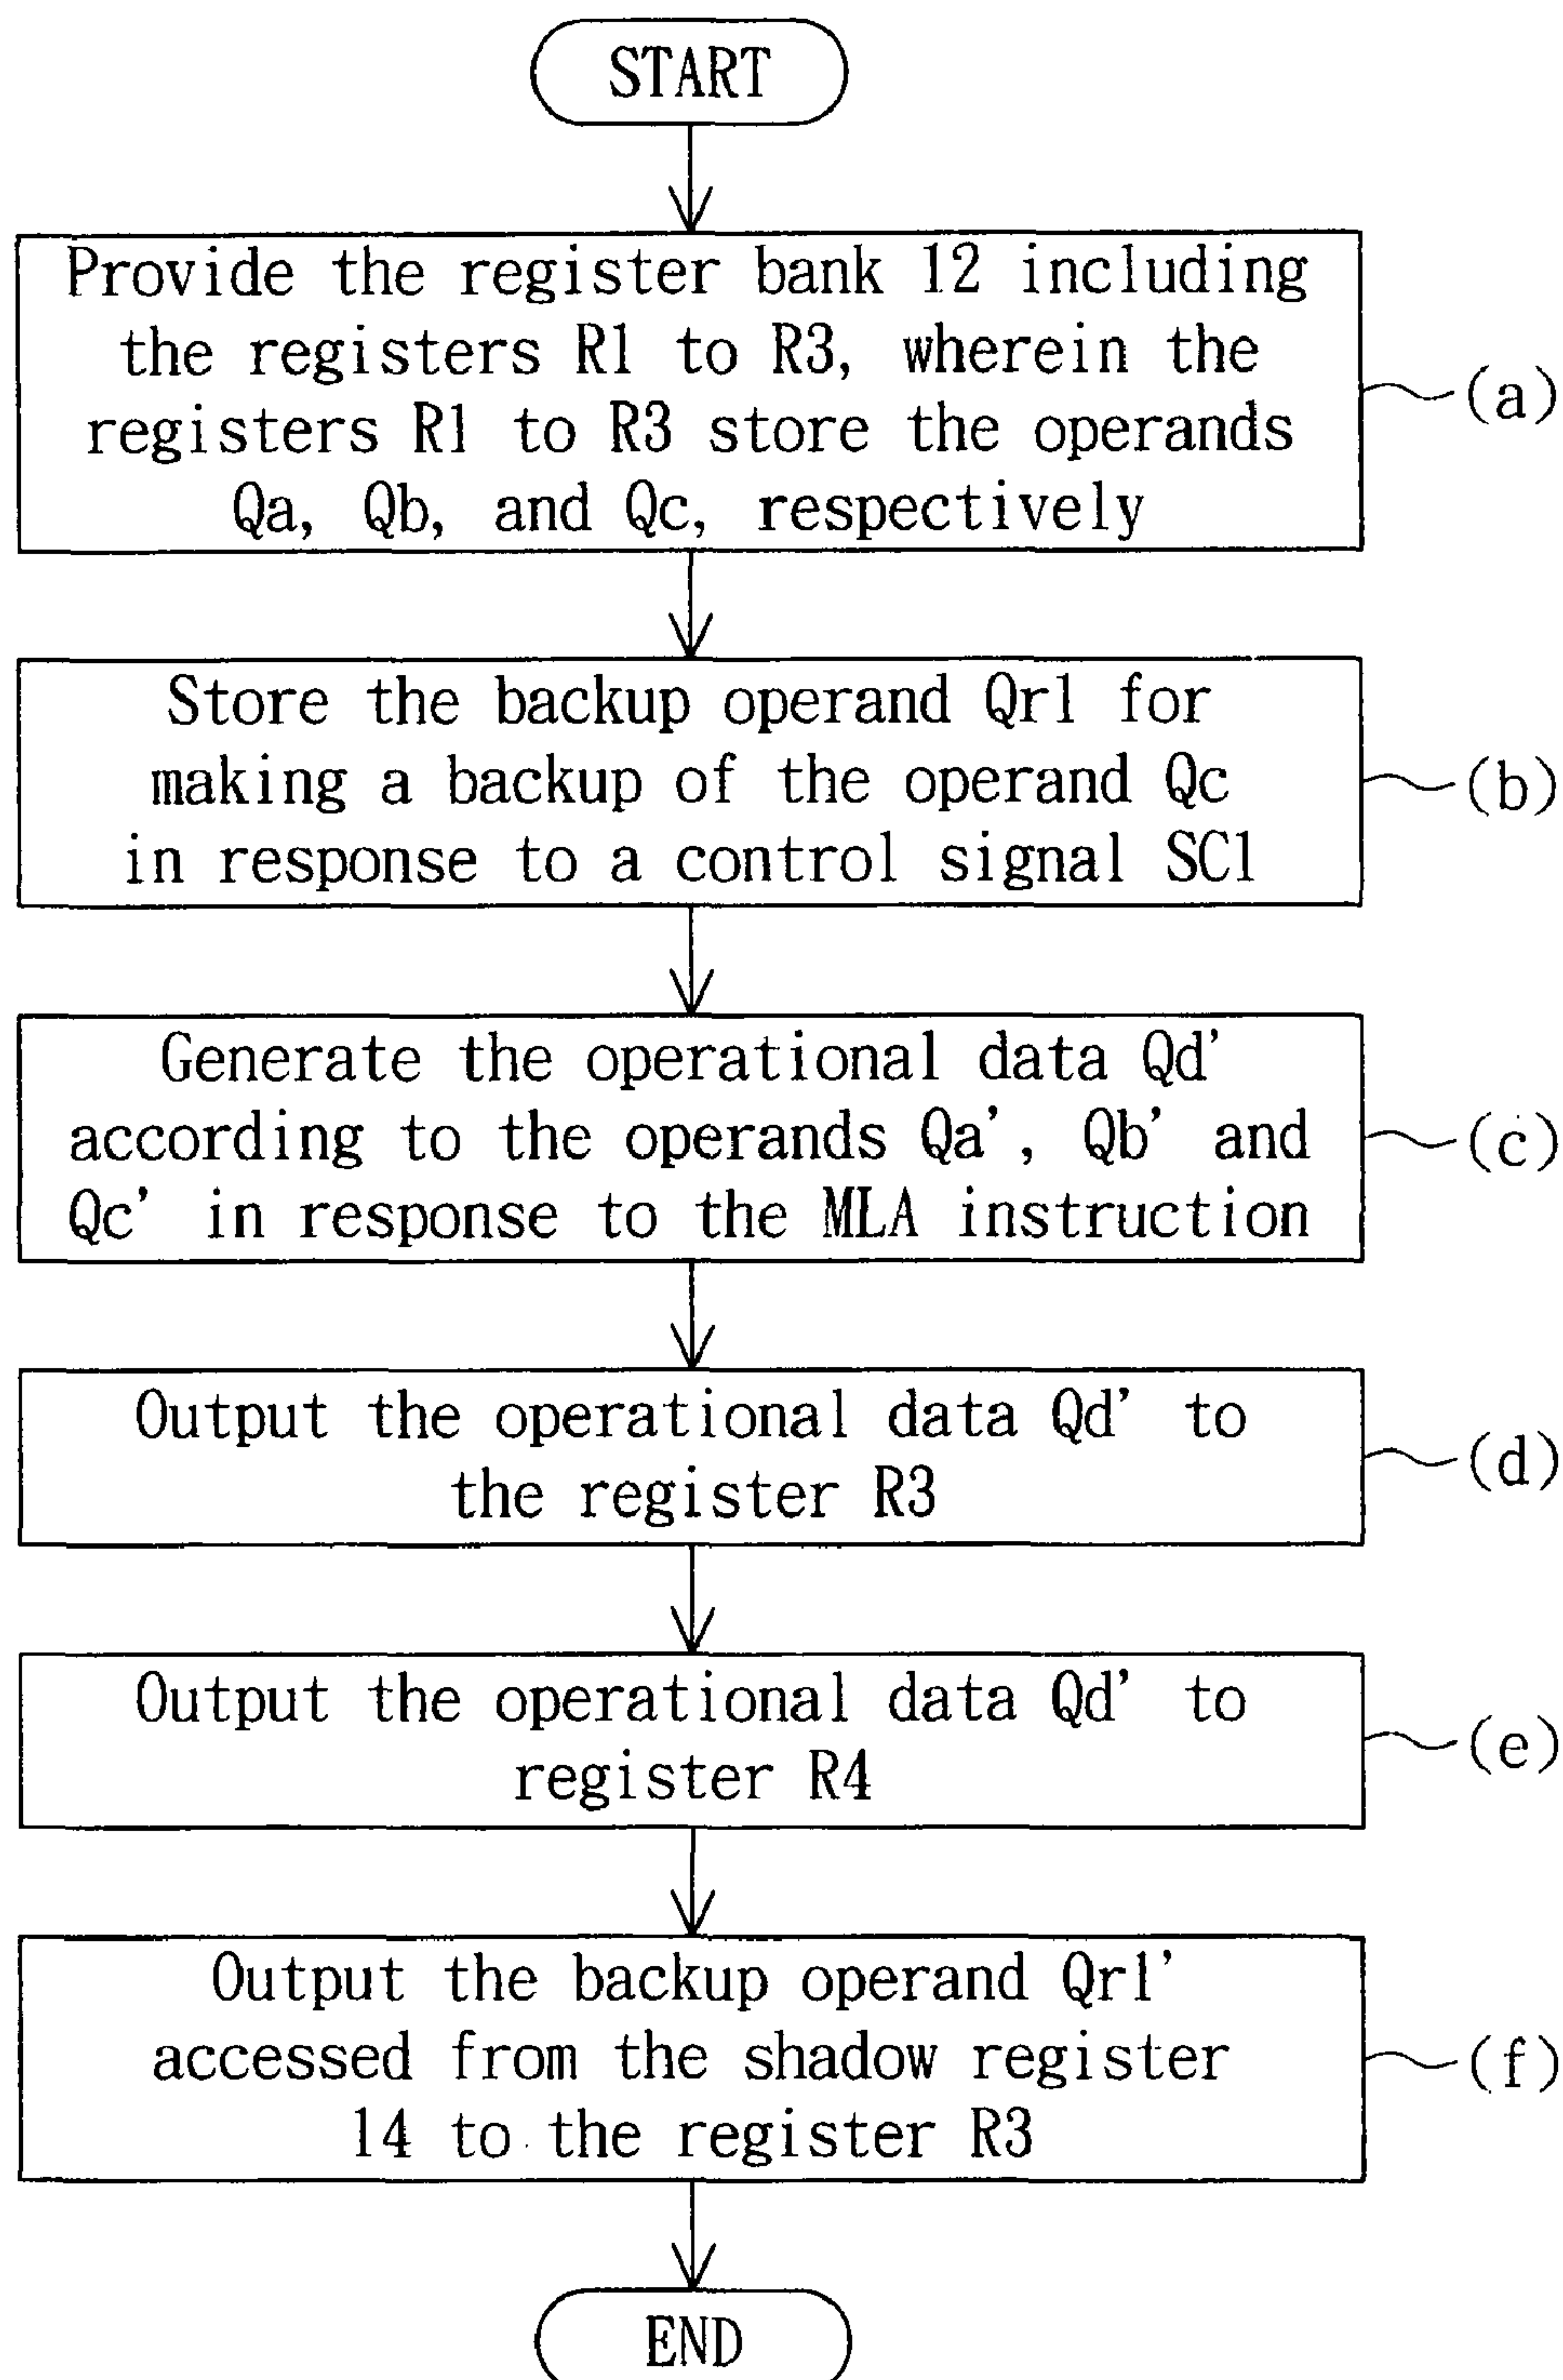 START
Provide the register bank 12 including
the registers R1 to R3, wherein the
registers R1 to R3 store the operands
Qa, Qb, and Qc, respectively
(a)
Store the backup operand Qr1 for
making a backup of the operand Qc
in response to a control signal SC1
(b)
Generate the operational data Qd'
according to the operands Qa', Qb' and
Qc' in response to the MLA instruction
(c)
Output the operational data Qd' to
the register R3
(d)
Output the operational data Qd' to
register R4
(e)
Output the backup operand Qr1'
accessed from the shadow register
14 to the register R3
(f)
END